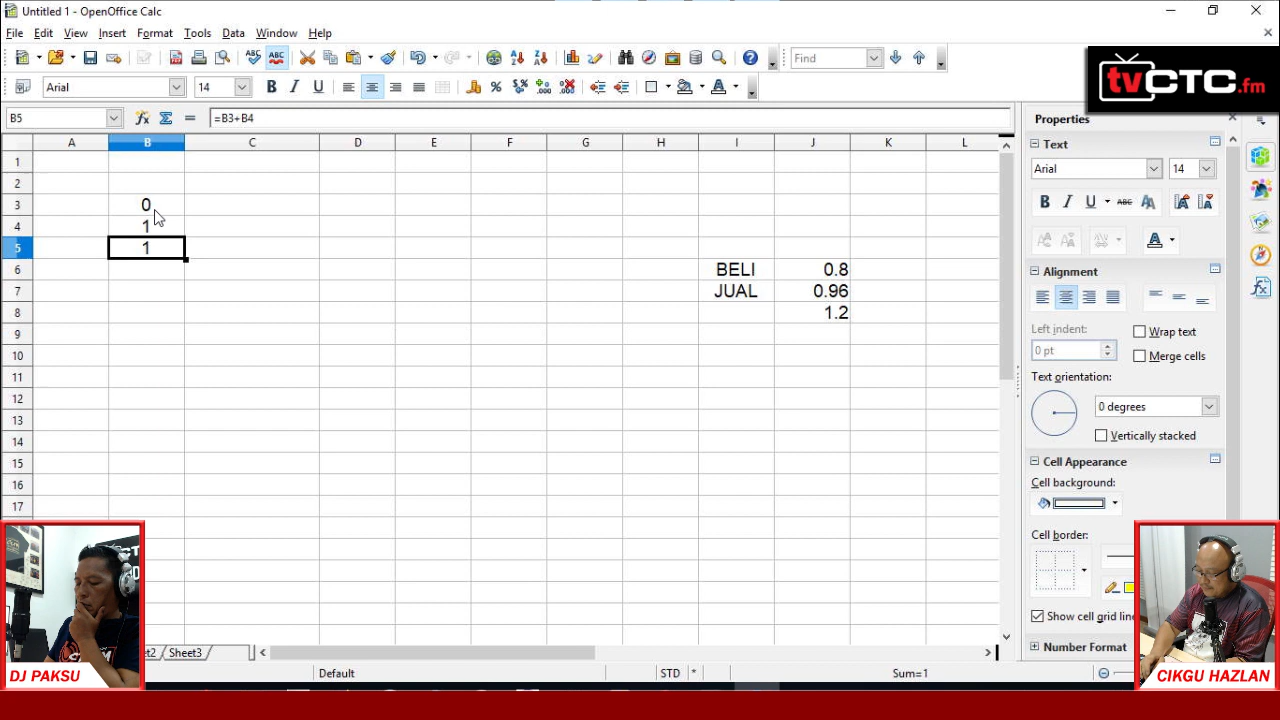 Untitled 1 - OpenOffice Calc
File Edit View Insert Format Tools Data Window Help
Find
tvCTC.fm
Arial 14
B5 =B3+B4
Properties
A B C D E F G H I J K L
1
2
3 0
4 1
5 1
6 BELI 0.8
7 JUAL 0.96
8 1.2
9
10
11
12
13
14
15
16
17
Text
Arial 14
Alignment
Left indent:
Wrap text
0 pt
Merge cells
Text orientation:
0 degrees
Vertically stacked
Cell Appearance
Cell background:
Cell border:
Show cell grid line
Number Format
Sheet3
Default STD * Sum=1
DJ PAKSU
CIKGU HAZLAN